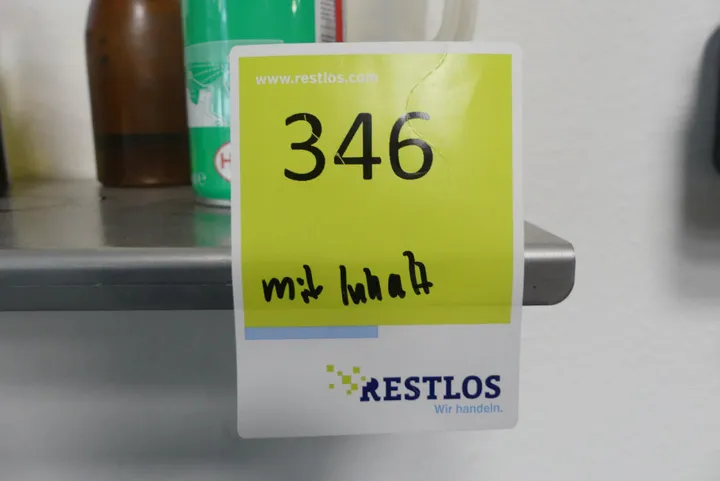 www.restlos.com
346
mit Inhalt
RESTLOS
Wir handeln.